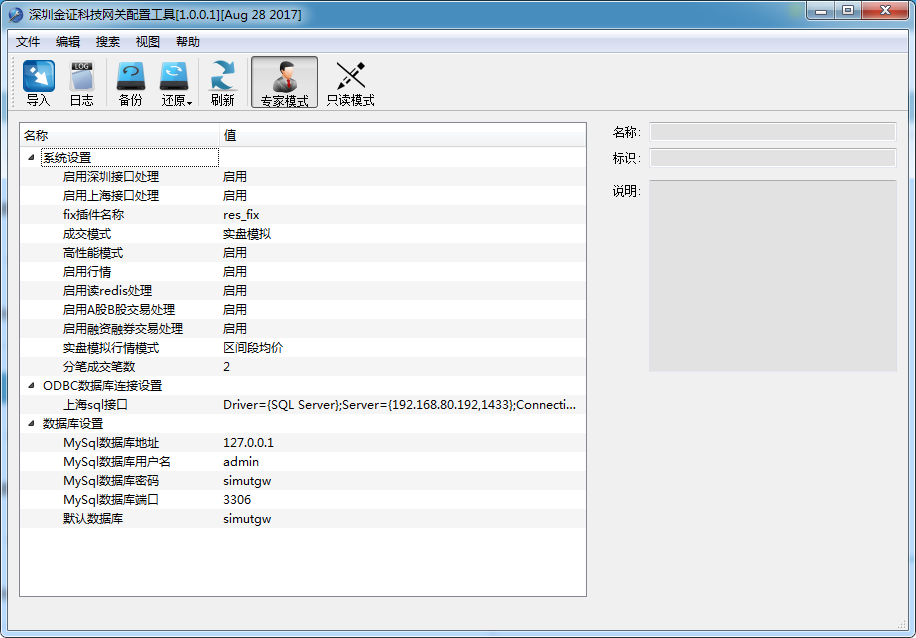 深圳金证科技网关配置工具[1.0.0.1][Aug 28 2017]
文件 编辑 搜索 视图 帮助
LOG
导入 日志 备份 还原 刷新 专家模式 只读模式
名称 值
系统设置
启用深圳接口处理 启用
启用上海接口处理 启用
fix插件名称 res_fix
成交模式 实盘模拟
高性能模式 启用
启用行情 启用
启用读redis处理 启用
启用A股B股交易处理 启用
启用融资融券交易处理 启用
实盘模拟行情模式 区间段均价
分笔成交笔数 2
ODBC数据库连接设置
上海sql接口 Driver={SQL Server};Server={192.168.80.192,1433};Connecti...
数据库设置
MySql数据库地址 127.0.0.1
MySql数据库用户名 admin
MySql数据库密码 simutgw
MySql数据库端口 3306
默认数据库 simutgw
名称:
标识:
说明: